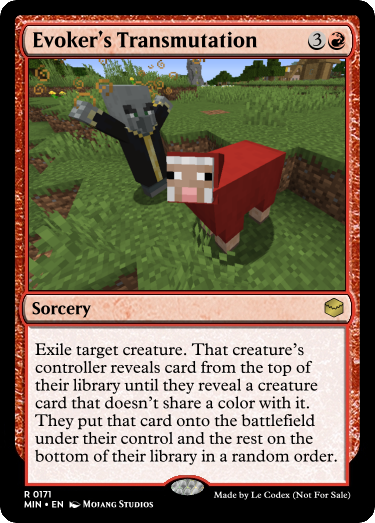 Evoker's Transmutation 3
Sorcery
Exile target creature. That creature's
controller reveals card from the top of
their library until they reveal a creature
card that doesn't share a color with it.
They put that card onto the battlefield
under their control and the rest on the
bottom of their library in a random order.
R 0171
MIN • EN Mojang Studios
Made by Le Codex (Not For Sale)